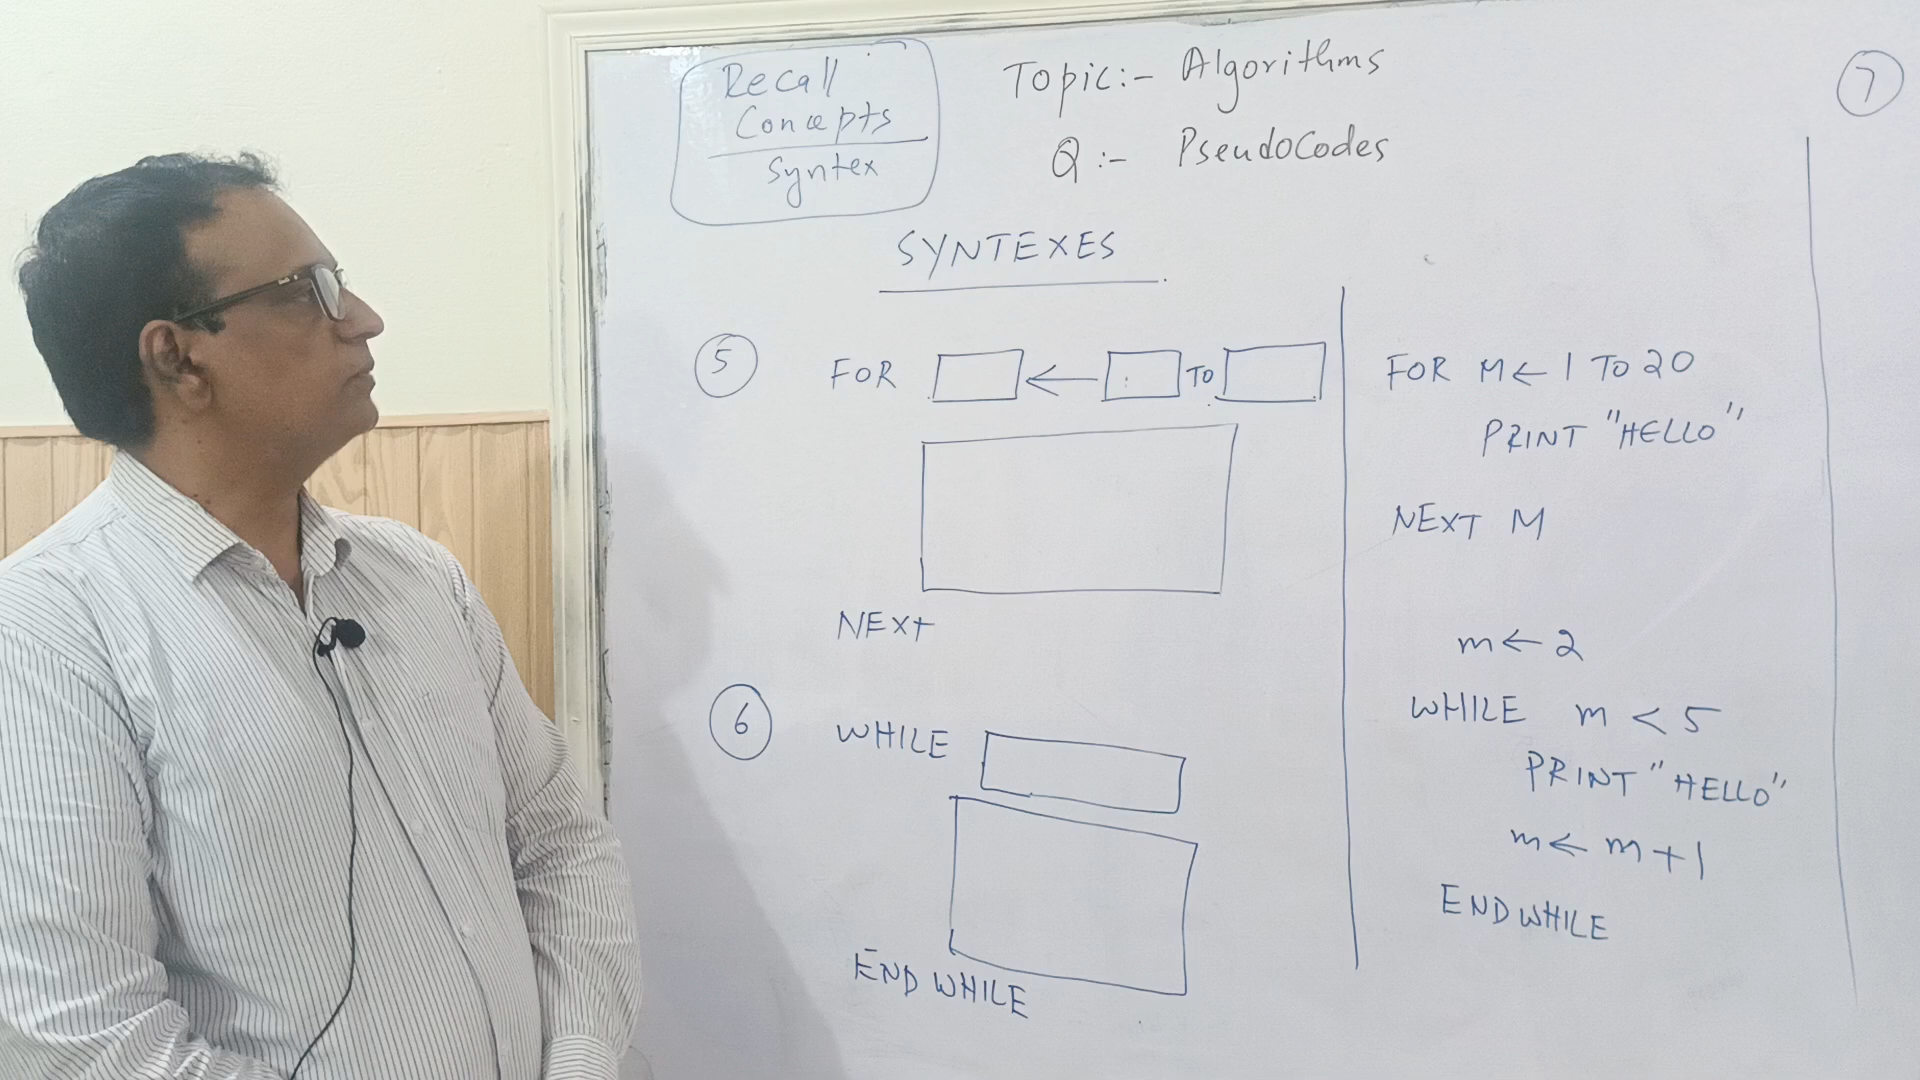 Recall
Concepts
Syntex
Topic:- Algorithms
Q:- PseudoCodes
SYNTEXES
5
FOR ← TO
NEXT
6
WHILE
END WHILE
FOR M ← 1 TO 20
PRINT "HELLO"
NEXT M
m ← 2
WHILE m < 5
PRINT "HELLO"
m ← m + 1
END WHILE
7